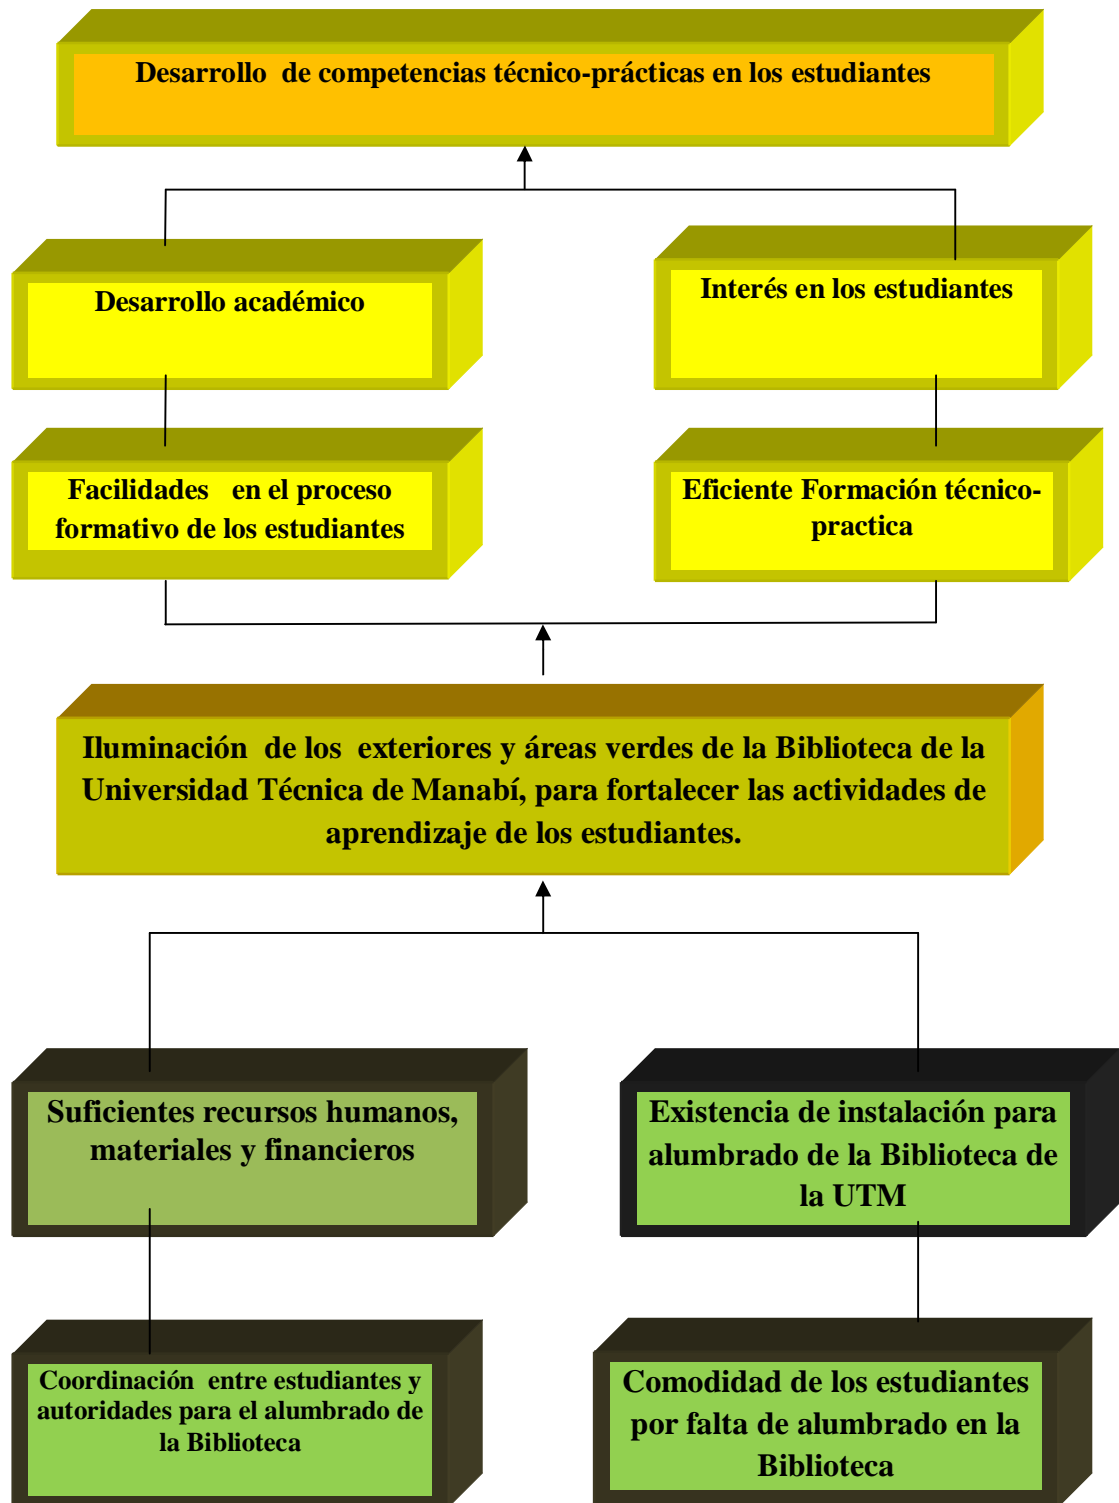 Desarrollo de competencias técnico-prácticas en los estudiantes
Desarrollo académico
Interés en los estudiantes
Facilidades en el proceso
formativo de los estudiantes
Eficiente Formación técnico-
practica
Iluminación de los exteriores y áreas verdes de la Biblioteca de la
Universidad Técnica de Manabí, para fortalecer las actividades de
aprendizaje de los estudiantes.
Suficientes recursos humanos,
materiales y financieros
Existencia de instalación para
alumbrado de la Biblioteca de
la UTM
Coordinación entre estudiantes y
autoridades para el alumbrado de
la Biblioteca
Comodidad de los estudiantes
por falta de alumbrado en la
Biblioteca